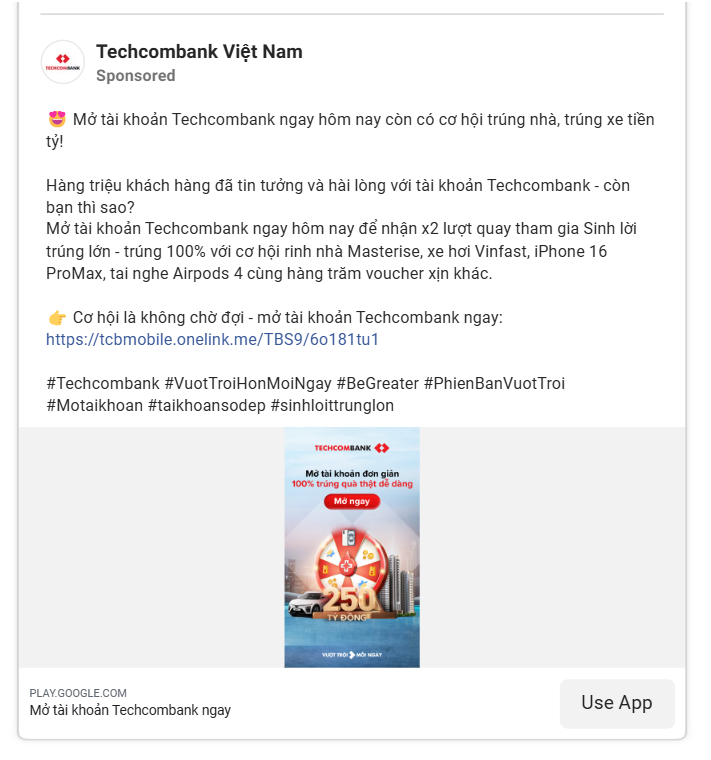 TECHCOMBANK
Techcombank Việt Nam
Sponsored
😍 Mở tài khoản Techcombank ngay hôm nay còn có cơ hội trúng nhà, trúng xe tiền
tỷ!
Hàng triệu khách hàng đã tin tưởng và hài lòng với tài khoản Techcombank - còn
bạn thì sao?
Mở tài khoản Techcombank ngay hôm nay để nhận x2 lượt quay tham gia Sinh lời
trúng lớn - trúng 100% với cơ hội rinh nhà Masterise, xe hơi Vinfast, iPhone 16
ProMax, tai nghe Airpods 4 cùng hàng trăm voucher xịn khác.
👉 Cơ hội là không chờ đợi - mở tài khoản Techcombank ngay:
https://tcbmobile.onelink.me/TBS9/6o181tu1
#Techcombank #VuotTroiHonMoiNgay #BeGreater #PhienBanVuotTroi
#Motaikhoan #taikhoansodep #sinhloittrunglon
TECHCOMBANK
Mở tài khoản đơn giản
100% trúng quà thật dễ dàng
Mở ngay
250
TỶ ĐỒNG
VƯỢT TRỘI MỖI NGÀY
PLAY.GOOGLE.COM
Mở tài khoản Techcombank ngay
Use App